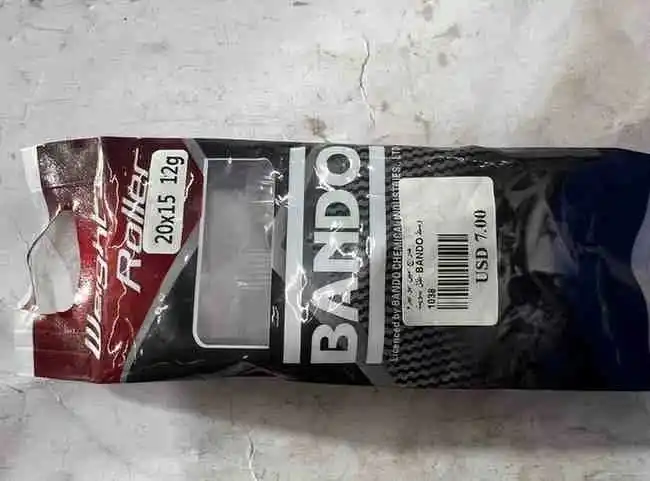 Weight
Roller
20x15 12g
BANDO
Licenced by BANDO CHEMICAL INDUSTRIES, LTD
BANDO
1038
USD 7.00